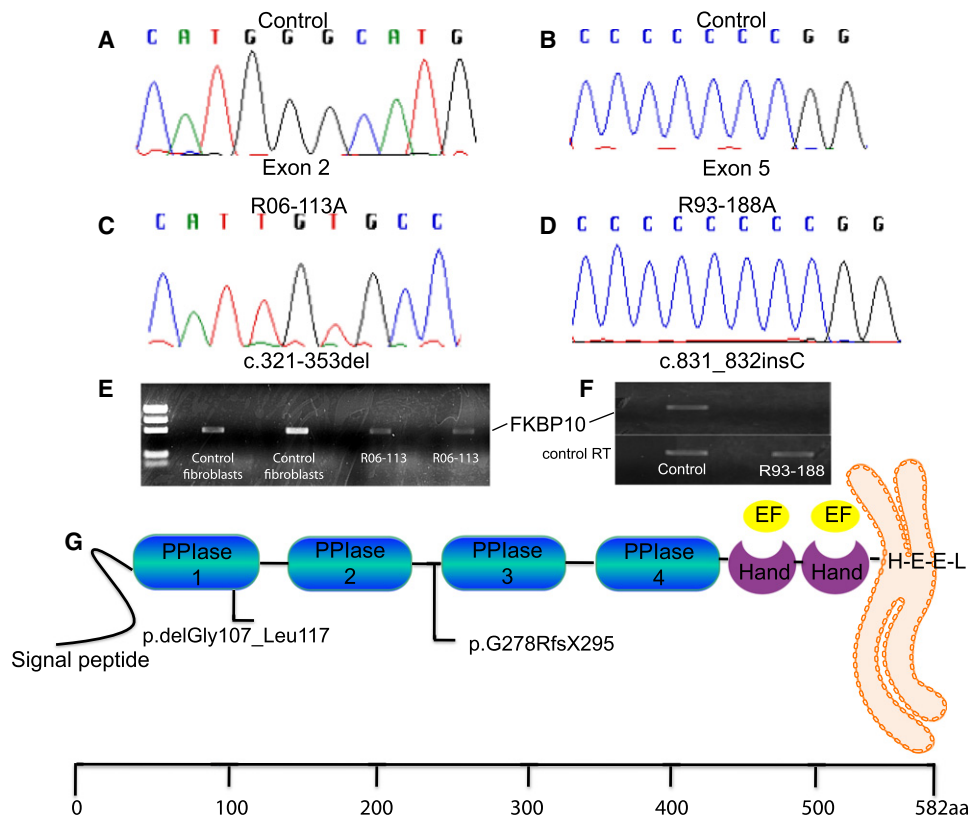 A
Control
C A T G G G C A T G
Exon 2
B
Control
C C C C C C C G G
Exon 5
C
R06-113A
C A T T G T G C C
c.321-353del
D
R93-188A
C C C C C C C C G G
c.831_832insC
E
Control fibroblasts
Control fibroblasts
R06-113
R06-113
FKBP10
F
control RT
Control
R93-188
G
PPIase 1
PPIase 2
PPIase 3
PPIase 4
EF
Hand
EF
Hand
H-E-E-L
p.delGly107_Leu117
p.G278RfsX295
Signal peptide
0 100 200 300 400 500 582aa